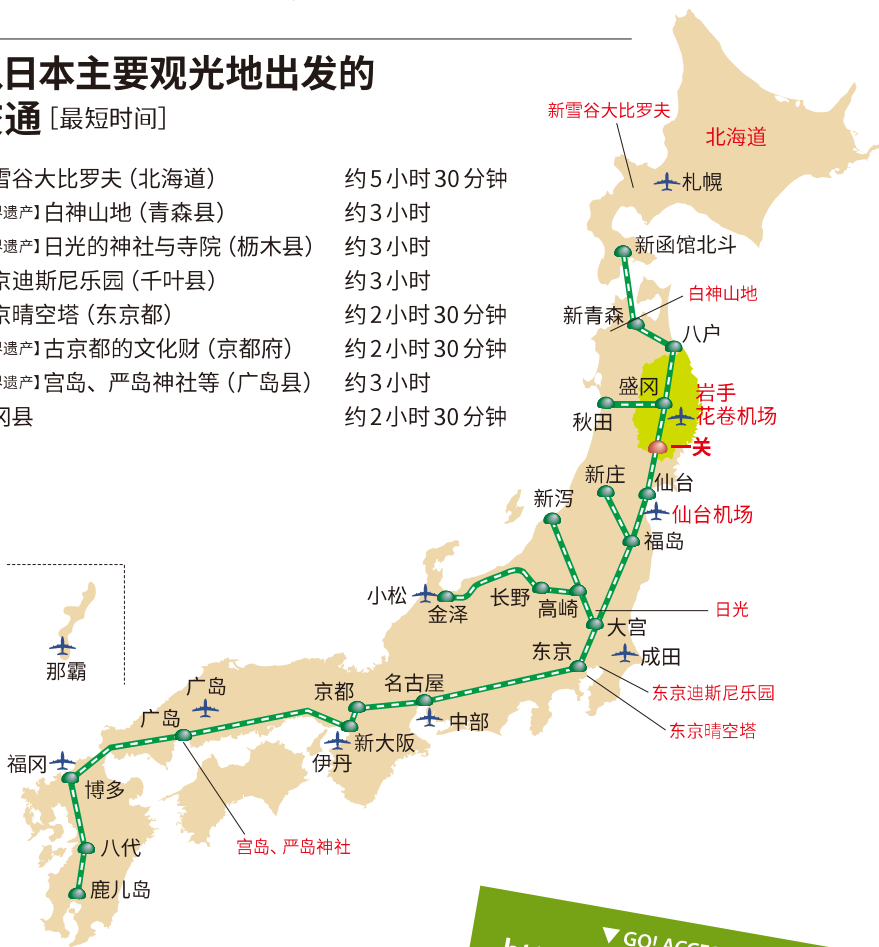 日本主要观光地出发的
通［最短时间］
雪谷大比罗夫（北海道） 约5小时30分钟
遗产】白神山地（青森县） 约3小时
遗产】日光的神社与寺院（枥木县） 约3小时
京迪斯尼乐园（千叶县） 约3小时
京晴空塔（东京都） 约2小时30分钟
遗产】古京都的文化财（京都府） 约2小时30分钟
遗产】宫岛、严岛神社等（广岛县） 约3小时
冈县 约2小时30分钟
新雪谷大比罗夫
北海道
札幌
新函馆北斗
白神山地
新青森
八户
盛冈
岩手
花卷机场
秋田
一关
新庄
仙台
新泻
仙台机场
福岛
小松
金泽
长野
高崎
日光
大宫
东京
成田
东京迪斯尼乐园
东京晴空塔
那霸
广岛
京都
名古屋
广岛
中部
新大阪
伊丹
福冈
博多
宫岛、严岛神社
八代
鹿儿岛
▼GO! ACCE